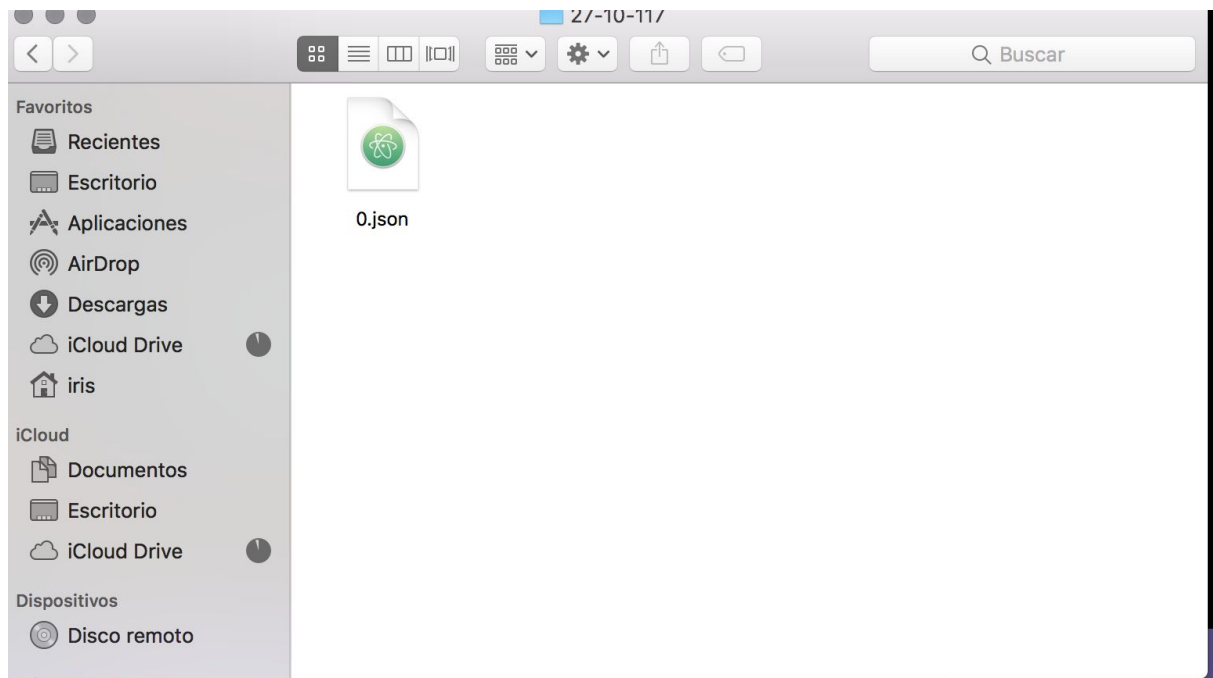 27-10-117
Buscar
Favoritos
Recientes
Escritorio
Aplicaciones
AirDrop
Descargas
iCloud Drive
iris
iCloud
Documentos
Escritorio
iCloud Drive
Dispositivos
Disco remoto
0.json